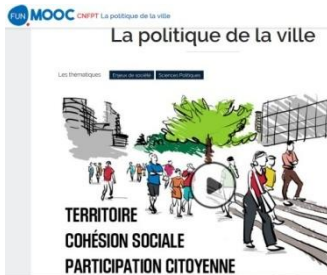 FUN MOOC CNFPT La politique de la ville
La politique de la ville
Les thématiques Enjeux de société Sciences Politiques
TERRITOIRE
COHÉSION SOCIALE
PARTICIPATION CITOYENNE